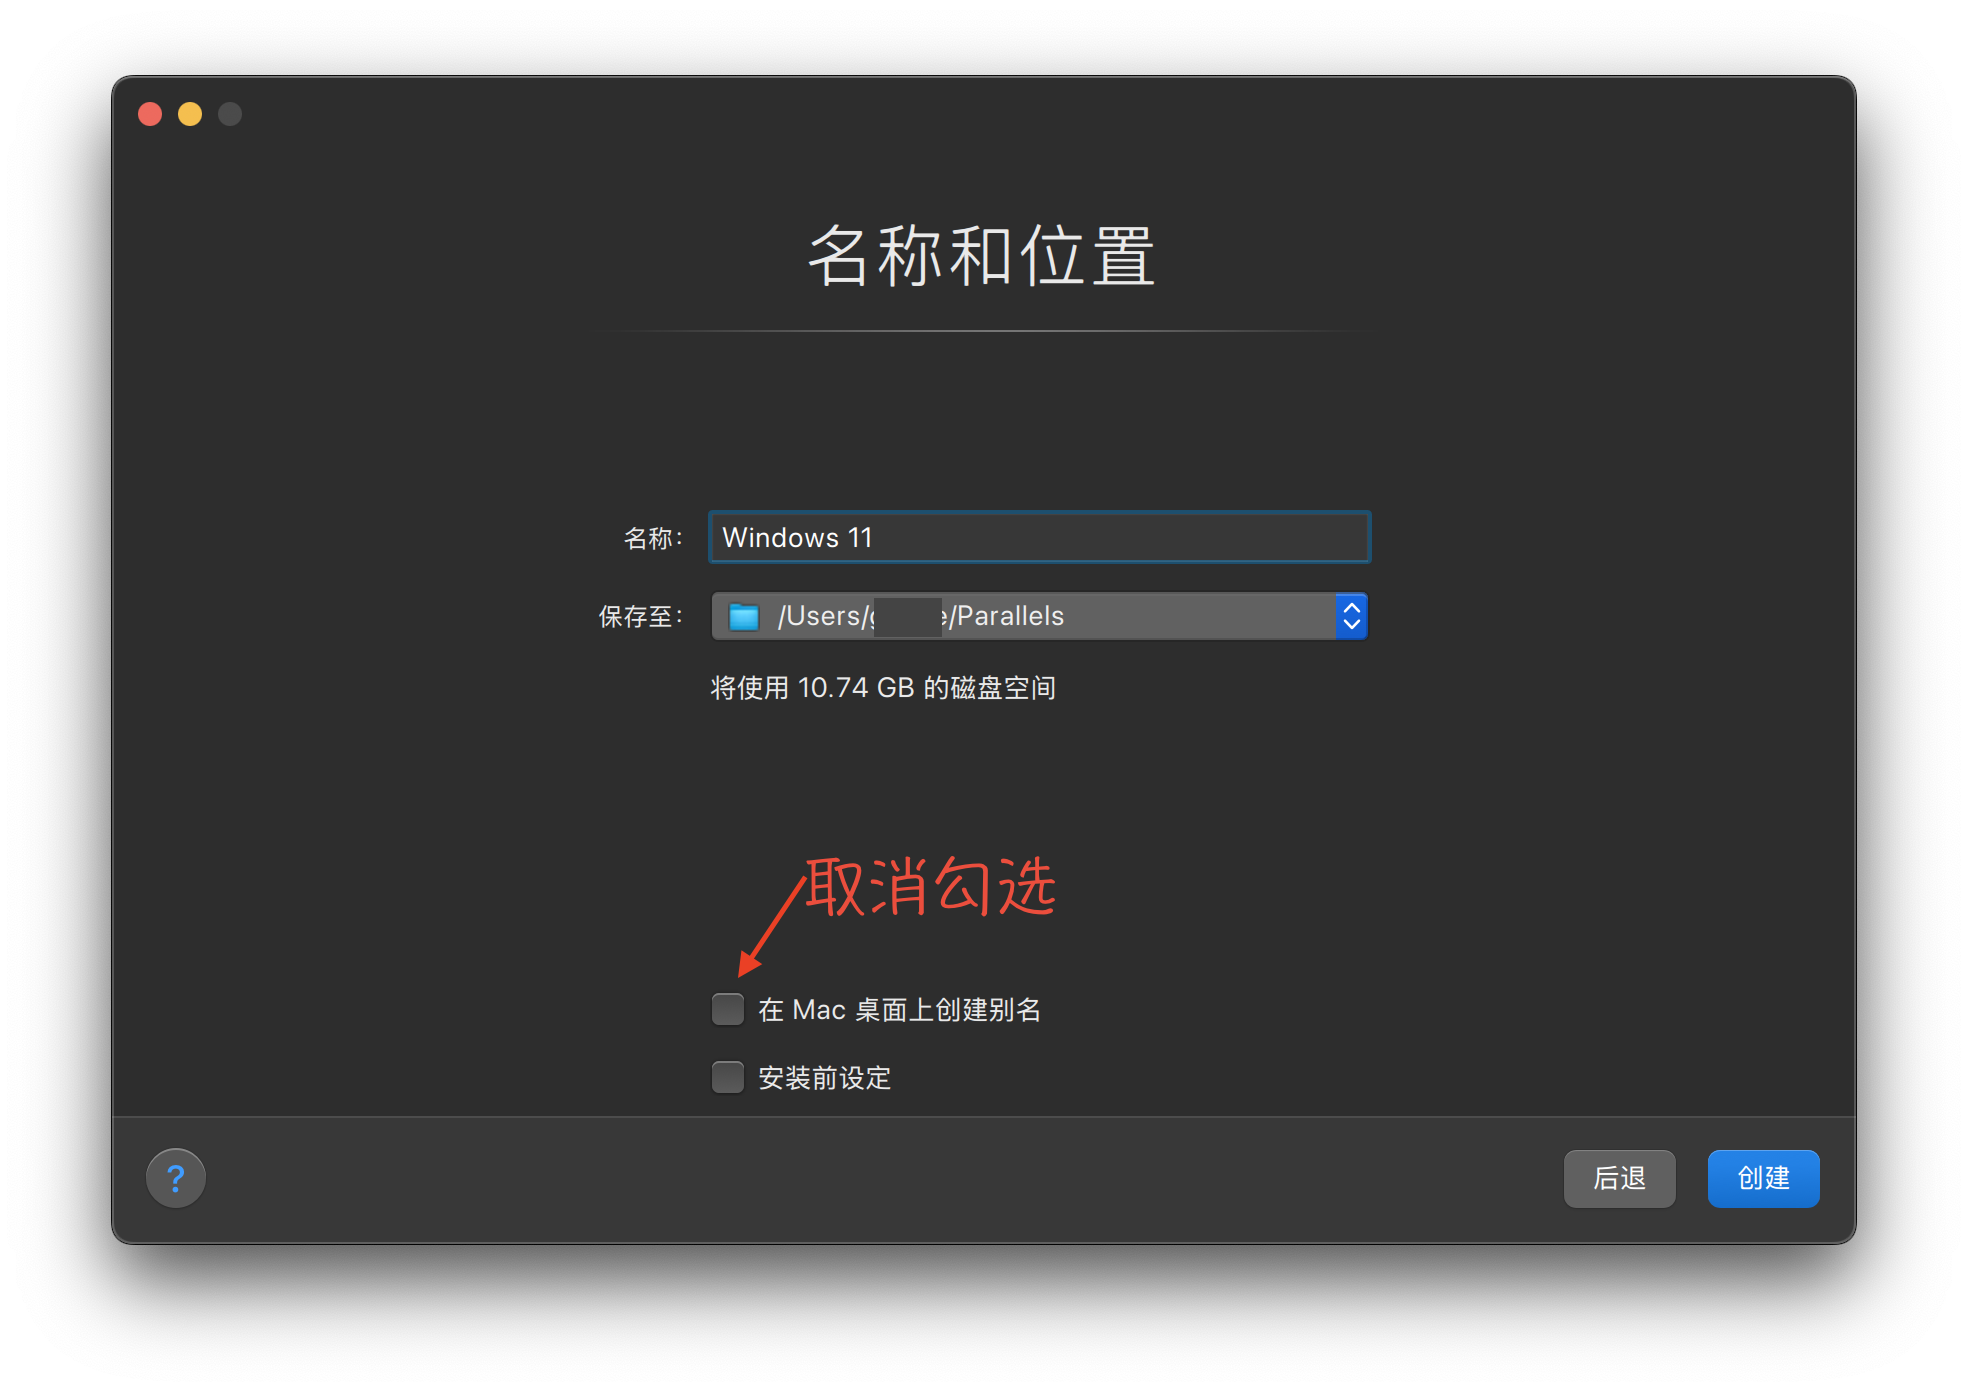 名称和位置
名称：
Windows 11
保存至：
/Users/g e/Parallels
将使用 10.74 GB 的磁盘空间
取消勾选
在 Mac 桌面上创建别名
安装前设定
?
后退
创建